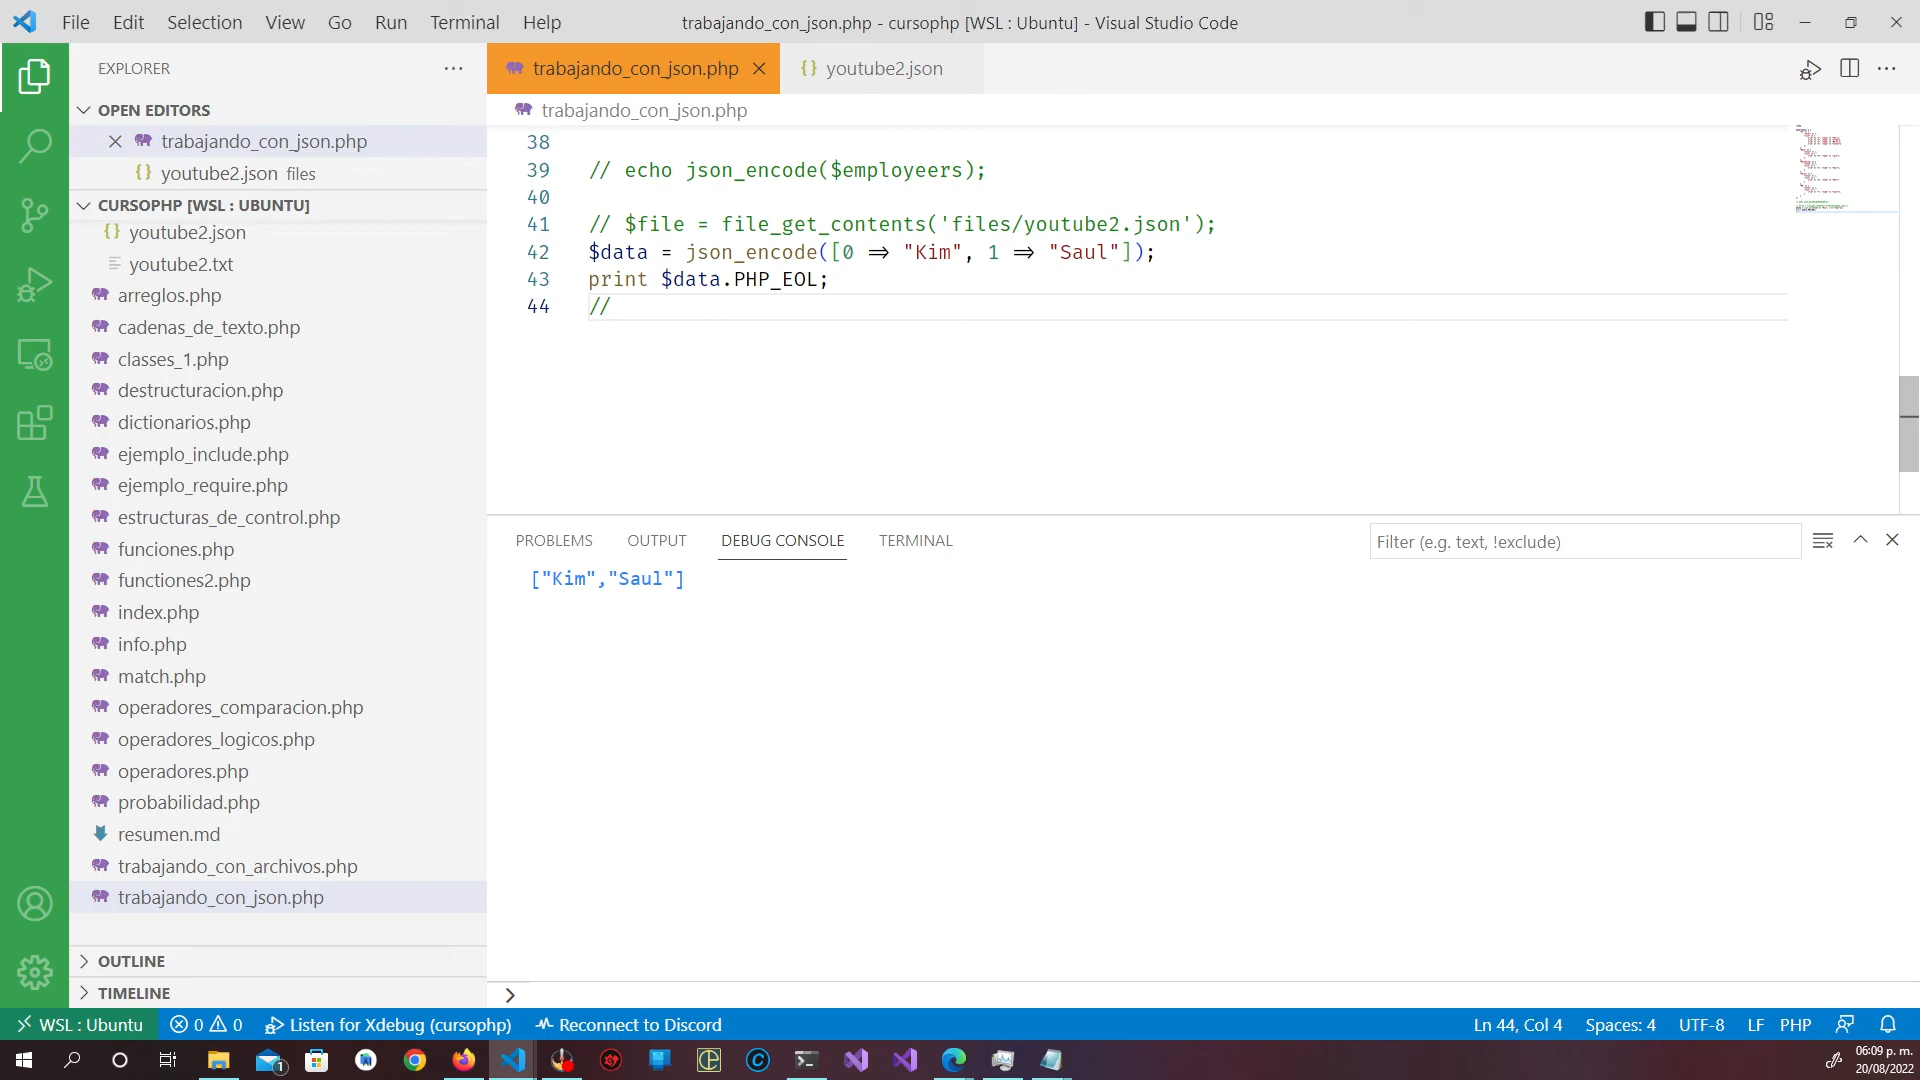 File Edit Selection View Go Run Terminal Help
trabajando_con_json.php - cursophp [WSL : Ubuntu] - Visual Studio Code
EXPLORER
OPEN EDITORS
trabajando_con_json.php
youtube2.json files
CURSOPHP [WSL : UBUNTU]
youtube2.json
youtube2.txt
arreglos.php
cadenas_de_texto.php
classes_1.php
destructuracion.php
dictionarios.php
ejemplo_include.php
ejemplo_require.php
estructuras_de_control.php
funciones.php
functiones2.php
index.php
info.php
match.php
operadores_comparacion.php
operadores_logicos.php
operadores.php
probabilidad.php
resumen.md
trabajando_con_archivos.php
trabajando_con_json.php
OUTLINE
TIMELINE
trabajando_con_json.php
youtube2.json
trabajando_con_json.php
38
39 // echo json_encode($employeers);
40
41 // $file = file_get_contents('files/youtube2.json');
42 $data = json_encode([0 => "Kim", 1 => "Saul"]);
43 print $data.PHP_EOL;
44 //
PROBLEMS OUTPUT DEBUG CONSOLE TERMINAL
Filter (e.g. text, !exclude)
["Kim","Saul"]
WSL : Ubuntu 0 0 Listen for Xdebug (cursophp) Reconnect to Discord
Ln 44, Col 4 Spaces: 4 UTF-8 LF PHP
06:09 p. m.
20/08/2022